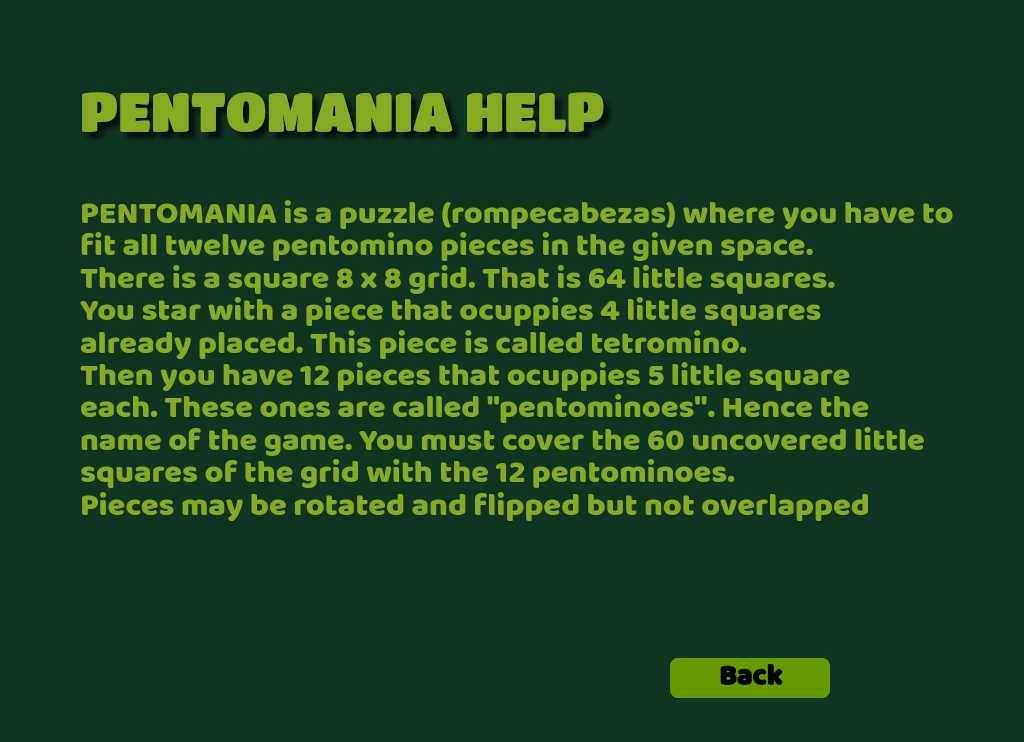 PENTOMANIA HELP
PENTOMANIA is a puzzle (rompecabezas) where you have to
fit all twelve pentomino pieces in the given space.
There is a square 8 x 8 grid. That is 64 little squares.
You star with a piece that ocuppies 4 little squares
already placed. This piece is called tetromino.
Then you have 12 pieces that ocuppies 5 little square
each. These ones are called "pentominoes". Hence the
name of the game. You must cover the 60 uncovered little
squares of the grid with the 12 pentominoes.
Pieces may be rotated and flipped but not overlapped
Back